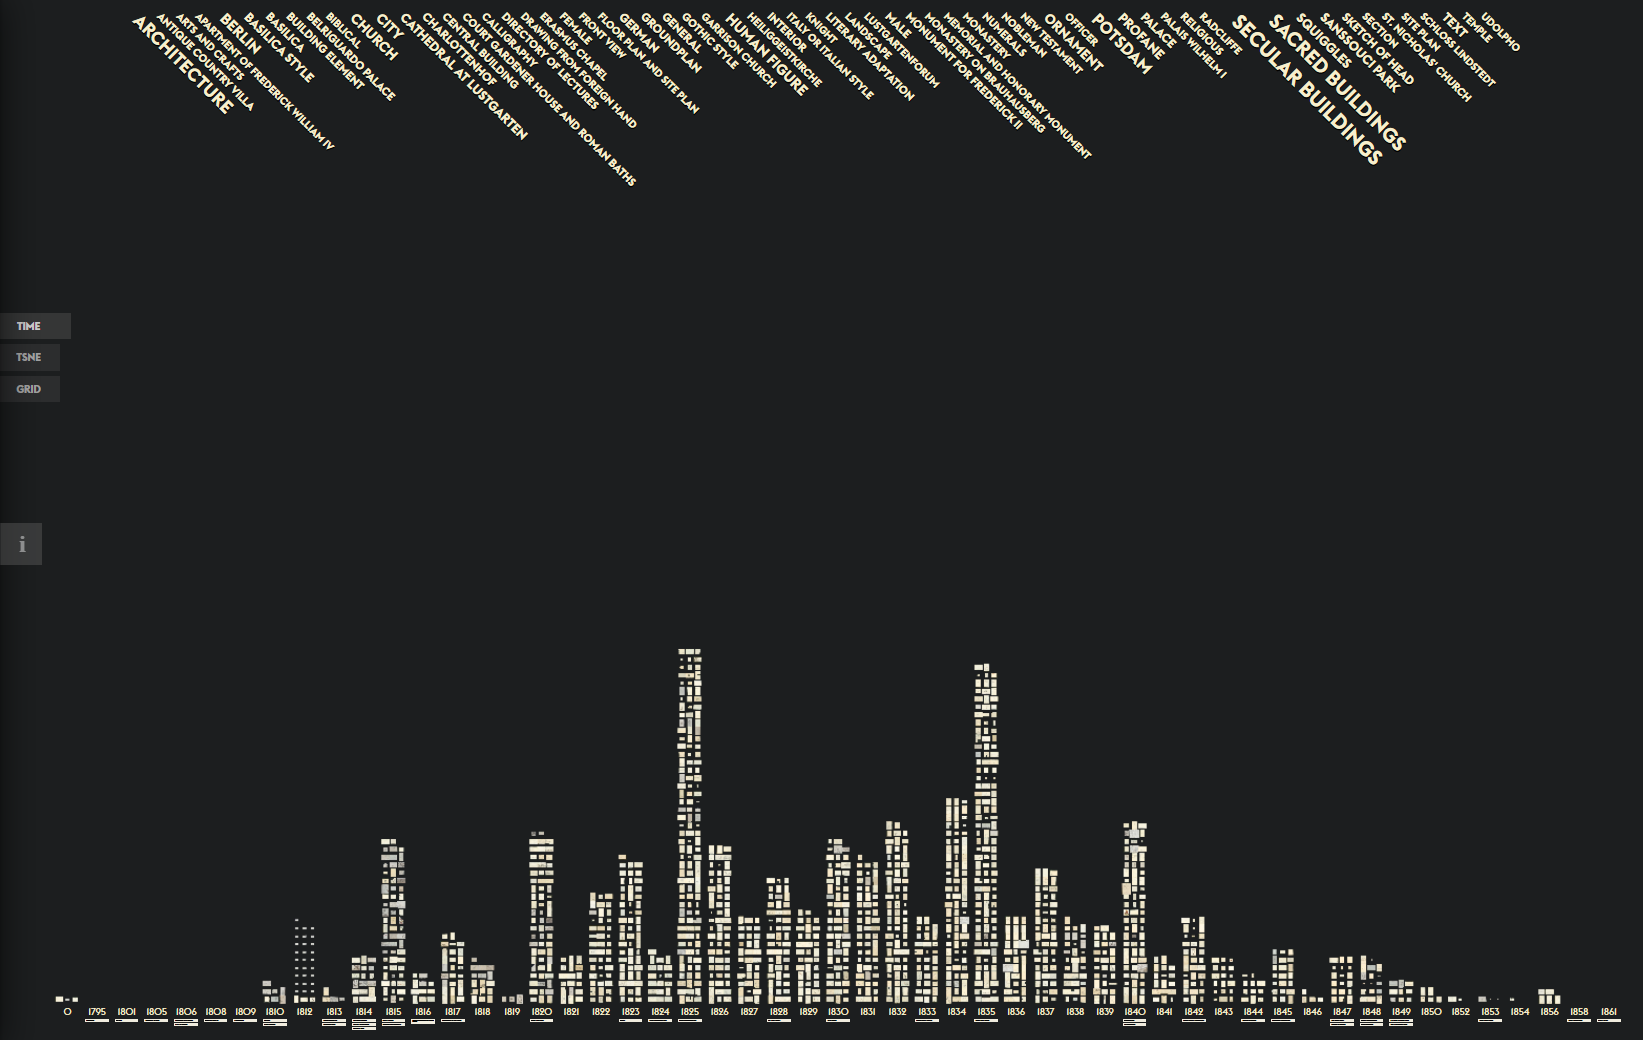 ARCHITECTURE
ANTIQUE COUNTRY VILLA
ARTS AND CRAFTS
APARTMENT OF FREDERICK WILLIAM IV
BERLIN
BASILICA STYLE
BASILICA
BUILDING ELEMENT
BELRIGUARDO PALACE
BIBLICAL
CHURCH
CITY
CATHEDRAL AT LUSTGARTEN
CHARLOTTENHOF
CENTRAL BUILDING
COURT GARDENER HOUSE AND ROMAN BATHS
CALLIGRAPHY
DIRECTORY OF LECTURES
DRAWING FROM FOREIGN HAND
ERASMUS CHAPEL
FEMALE
FRONT VIEW
FLOOR PLAN AND SITE PLAN
GERMAN
GROUNDPLAN
GENERAL
GOTHIC STYLE
GARRISON CHURCH
HUMAN FIGURE
HEILIGGEISTKIRCHE
INTERIOR
ITALY OR ITALIAN STYLE
KNIGHT
LITERARY ADAPTATION
LANDSCAPE
LUSTGARTENFORUM
MALE
MONUMENT FOR FREDERICK II
MONASTERY ON BRAUHAUSBERG
MEMORIAL AND HONORARY MONUMENT
MONASTERY
NUMERALS
NOBLEMAN
NEW TESTAMENT
ORNAMENT
OFFICER
POTSDAM
PROFANE
PALACE
PALAIS WILHELM I
RELIGIOUS
RADCLIFFE
SECULAR BUILDINGS
SACRED BUILDINGS
SQUIGGLES
SANSSOUCI PARK
SKETCH OF HEAD
SECTION
ST. NICHOLAS' CHURCH
SITE PLAN
SCHLOSS LINDSTEDT
TEXT
TEMPLE
UDOLPHO
TIME
TSNE
GRID
i
0 1795 1801 1805 1806 1808 1809 1810 1812 1813 1814 1815 1816 1817 1818 1819 1820 1821 1822 1823 1824 1825 1826 1827 1828 1829 1830 1831 1832 1833 1834 1835 1836 1837 1838 1839 1840 1841 1842 1843 1844 1845 1846 1847 1848 1849 1850 1852 1853 1854 1856 1858 1861